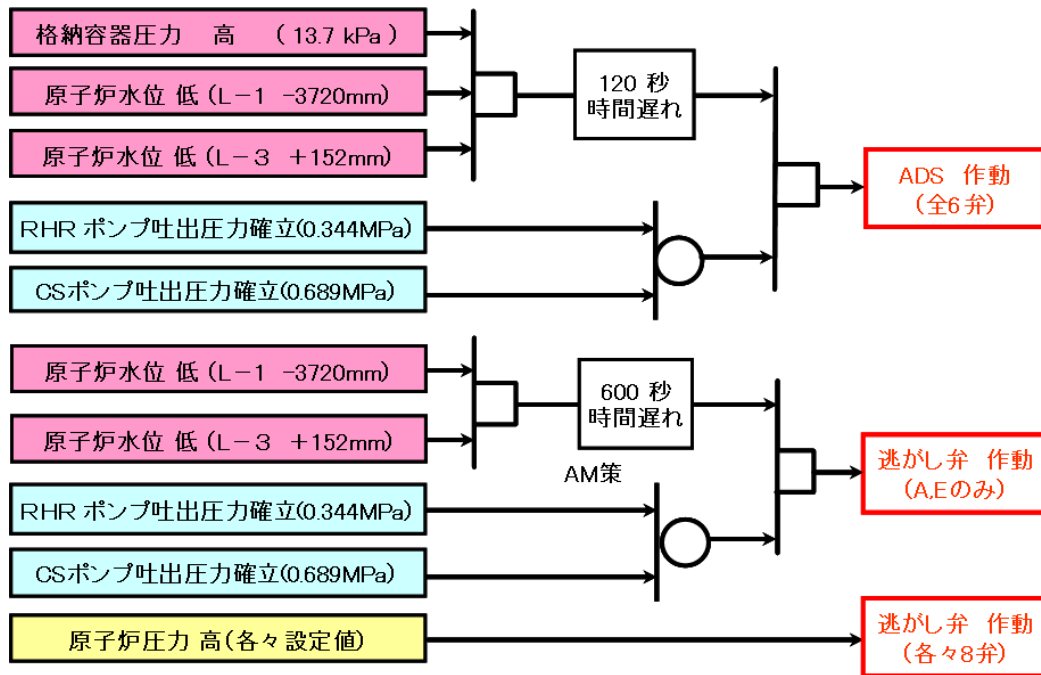 格納容器圧力 高 (13.7 kPa)
原子炉水位 低 (L-1 -3720mm)
原子炉水位 低 (L-3 +152mm)
120 秒
時間遅れ
ADS 作動
(全6弁)
RHR ポンプ吐出圧力確立(0.344MPa)
CSポンプ吐出圧力確立(0.689MPa)
原子炉水位 低 (L-1 -3720mm)
原子炉水位 低 (L-3 +152mm)
600 秒
時間遅れ
AM策
逃がし弁 作動
(A,Eのみ)
RHR ポンプ吐出圧力確立(0.344MPa)
CSポンプ吐出圧力確立(0.689MPa)
原子炉圧力 高(各々設定値)
逃がし弁 作動
(各々8弁)